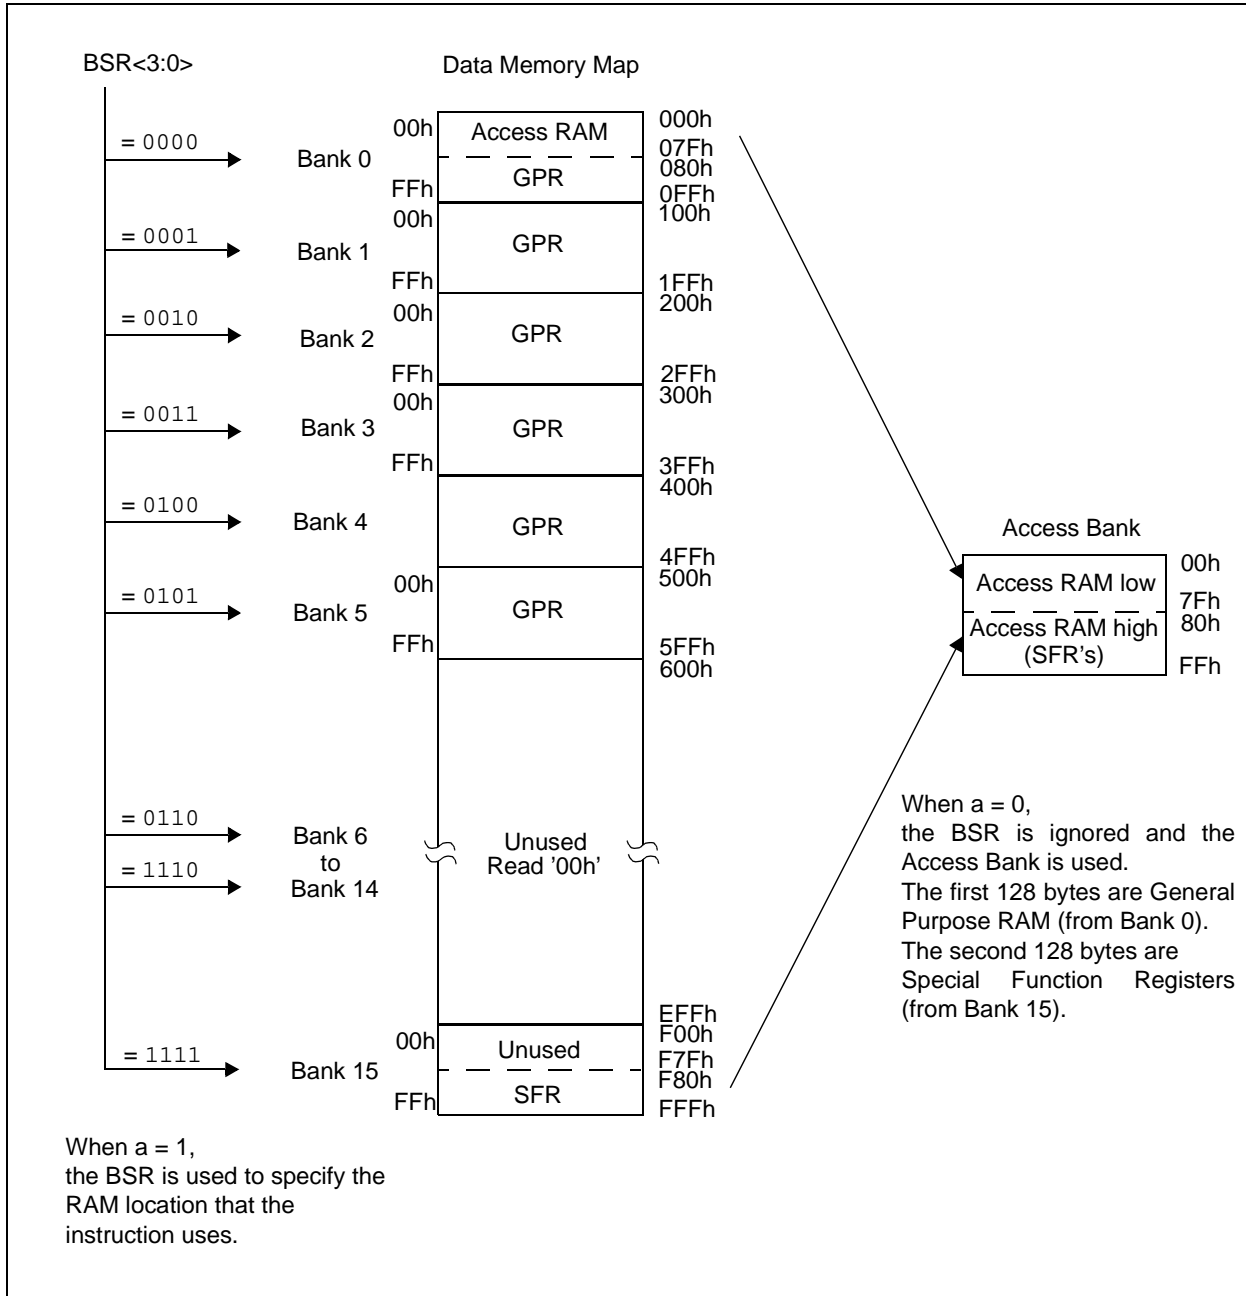 BSR<3:0>
Data Memory Map
= 0000
Bank 0
00h
Access RAM
000h
07Fh
080h
FFh
GPR
0FFh
= 0001
Bank 1
00h
GPR
100h
FFh
1FFh
= 0010
Bank 2
00h
GPR
200h
FFh
2FFh
= 0011
Bank 3
00h
GPR
300h
FFh
3FFh
= 0100
Bank 4
GPR
400h
4FFh
= 0101
Bank 5
00h
GPR
500h
FFh
5FFh
600h
= 0110
Bank 6
to
= 1110
Bank 14
Unused
Read '00h'
EFFh
= 1111
Bank 15
00h
Unused
F00h
F7Fh
F80h
FFh
SFR
FFFh
Access Bank
Access RAM low
00h
7Fh
Access RAM high
(SFR's)
80h
FFh
When a = 0,
the BSR is ignored and the
Access Bank is used.
The first 128 bytes are General
Purpose RAM (from Bank 0).
The second 128 bytes are
Special Function Registers
(from Bank 15).
When a = 1,
the BSR is used to specify the
RAM location that the
instruction uses.